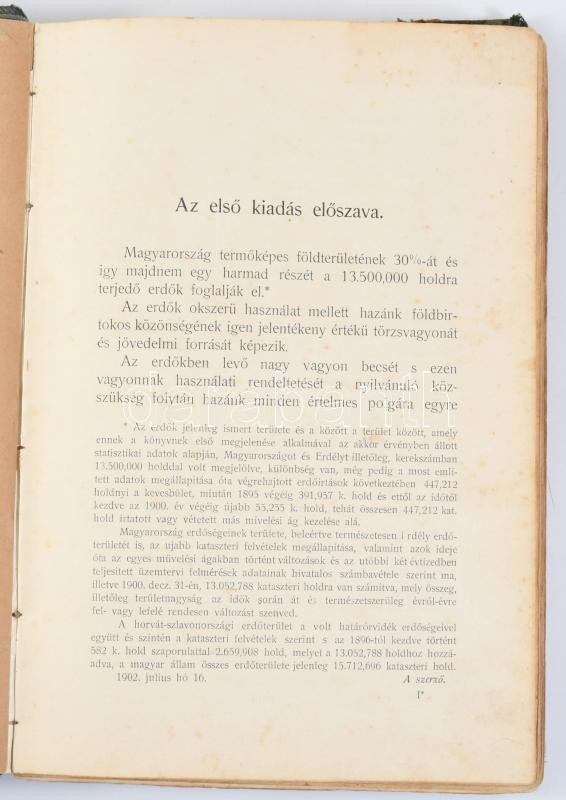 Az első kiadás előszava.
Magyarország termőképes földterületének 30%-át és
igy majdnem egy harmad részét a 13.500,000 holdra
terjedő erdők foglalják el.*
Az erdők okszerü használat mellett hazánk földbir-
tokos közönségének igen jelentékeny értékü törzsvagyonát
és jövedelmi forrását képezik.
Az erdőkben levő nagy vagyon becsét s ezen
vagyonnak használati rendeltetését a nyilvánuló köz-
szükség folytán hazánk minden értelmes polgára egyre
* Az erdők jelenleg ismert területe és a között a terület között, amely
ennek a könyvnek első megjelenése alkalmával az akkor érvényben állott
statisztikai adatok alapján, Magyarországot és Erdélyt illetőleg, kerekszámban
13.500,000 holddal volt megjelölve, különbség van, még pedig a most emli-
tett adatok megállapítása óta végrehajtott erdőirtások következtében 447,212
holdnyi a kevesbület, miután 1895 végéig 391,957 k. hold és ettől az időtől
kezdve az 1900. év végéig újabb 55,255 k. hold, tehát összesen 447,212 kat.
hold irtatott vagy vétetett más mivelési ág kezelése alá.
Magyarország erdőségeinek területe, beleértve természetesen rdély erdő-
területét is, az ujabb kataszteri felvételek megállapítása, valamint azok ideje
óta az egyes művelési ágakban történt változások és az utóbbi két évtizedben
teljesített üzemtervi felmérések adatainak hivatalos számbavétele szerint ma,
illetve 1900. decz. 31-én, 13.052,788 kataszteri holdra van számítva, mely összeg,
illetőleg területnagyság az idők során át és természetszerüleg évről-évre
fel- vagy lefelé rendesen változást szenved.
A horvát-szlavonországi erdőterület a volt határőrvidék erdőségeivel
együtt és szintén a kataszteri felvételek szerint s az 1896-tól kezdve történt
582 k. hold szaporulattal 2.659,908 hold, melyet a 13.052,788 holdhoz hozzá-
adva, a magyar állam összes erdőterülete jelenleg 15.712,696 kataszteri hold.
1902. július hó 16. A szerző.
1*
darabanth